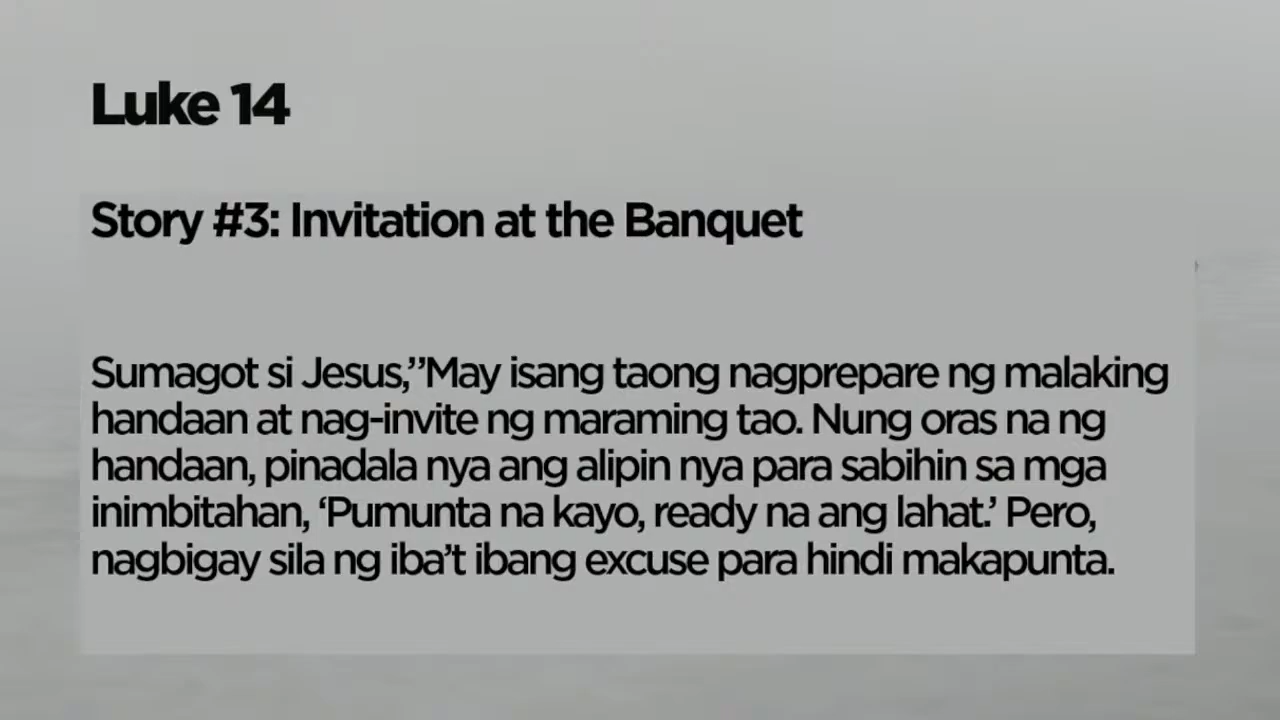 Luke 14
Story #3: Invitation at the Banquet
Sumagot si Jesus,”May isang taong nagprepare ng malaking
handaan at nag-invite ng maraming tao. Nung oras na ng
handaan, pinadala nya ang alipin nya para sabihin sa mga
inimbitahan, ‘Pumunta na kayo, ready na ang lahat.’ Pero,
nagbigay sila ng iba’t ibang excuse para hindi makapunta.